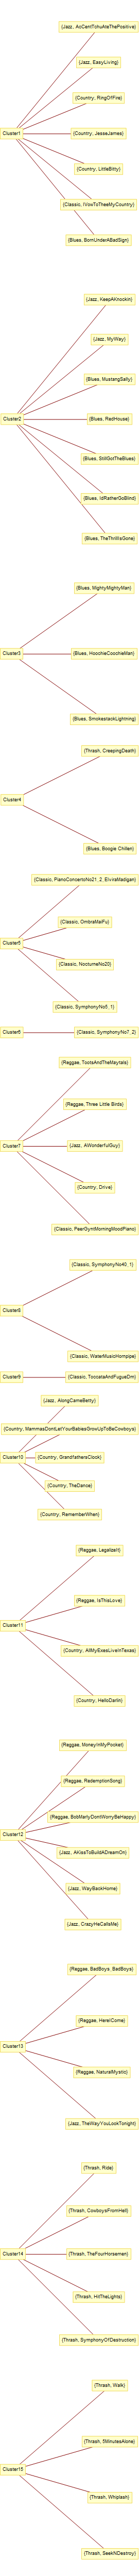 {Jazz, AcCentTchuAteThePositive}
{Jazz, EasyLiving}
{Country, RingOfFire}
Cluster1
{Country, JesseJames}
{Country, LittleBitty}
{Classic, IVowToTheeMyCountry}
{Blues, BornUnderABadSign}
{Jazz, KeepAKnockin}
{Jazz, MyWay}
{Blues, MustangSally}
Cluster2
{Blues, RedHouse}
{Blues, StillGotTheBlues}
{Blues, IdRatherGoBlind}
{Blues, TheThrillIsGone}
{Blues, MightyMightyMan}
Cluster3
{Blues, HoochieCoochieMan}
{Blues, SmokestackLightning}
{Thrash, CreepingDeath}
Cluster4
{Blues, Boogie Chillen}
{Classic, PianoConcertoNo21_2_ElviraMadigan}
{Classic, OmbraMaiFu}
Cluster5
{Classic, NocturneNo20}
{Classic, SymphonyNo5_1}
Cluster6
{Classic, SymphonyNo7_2}
{Reggae, TootsAndTheMaytals}
{Reggae, Three Little Birds}
Cluster7
{Jazz, AWonderfulGuy}
{Country, Drive}
{Classic, PeerGyntMorningMoodPiano}
{Classic, SymphonyNo40_1}
Cluster8
{Classic, WaterMusicHornpipe}
Cluster9
{Classic, ToccataAndFugueDm}
{Jazz, AlongCameBetty}
{Country, MammasDontLetYourBabiesGrowUpToBeCowboys}
Cluster10
{Country, GrandfathersClock}
{Country, TheDance}
{Country, RememberWhen}
{Reggae, LegalizeIt}
{Reggae, IsThisLove}
Cluster11
{Country, AllMyExesLiveInTexas}
{Country, HelloDarlin}
{Reggae, MoneyInMyPocket}
{Reggae, RedemptionSong}
{Reggae, BobMarlyDontWorryBeHappy}
Cluster12
{Jazz, AKissToBuildADreamOn}
{Jazz, WayBackHome}
{Jazz, CrazyHeCallsMe}
{Reggae, BadBoys, BadBoys}
{Reggae, HereICome}
Cluster13
{Reggae, NaturalMystic}
{Jazz, TheWayYouLookTonight}
{Thrash, Ride}
{Thrash, CowboysFromHell}
Cluster14
{Thrash, TheFourHorsemen}
{Thrash, HitTheLights}
{Thrash, SymphonyOfDestruction}
{Thrash, Walk}
{Thrash, 5MinutesAlone}
Cluster15
{Thrash, Whiplash}
{Thrash, SeekNDestroy}